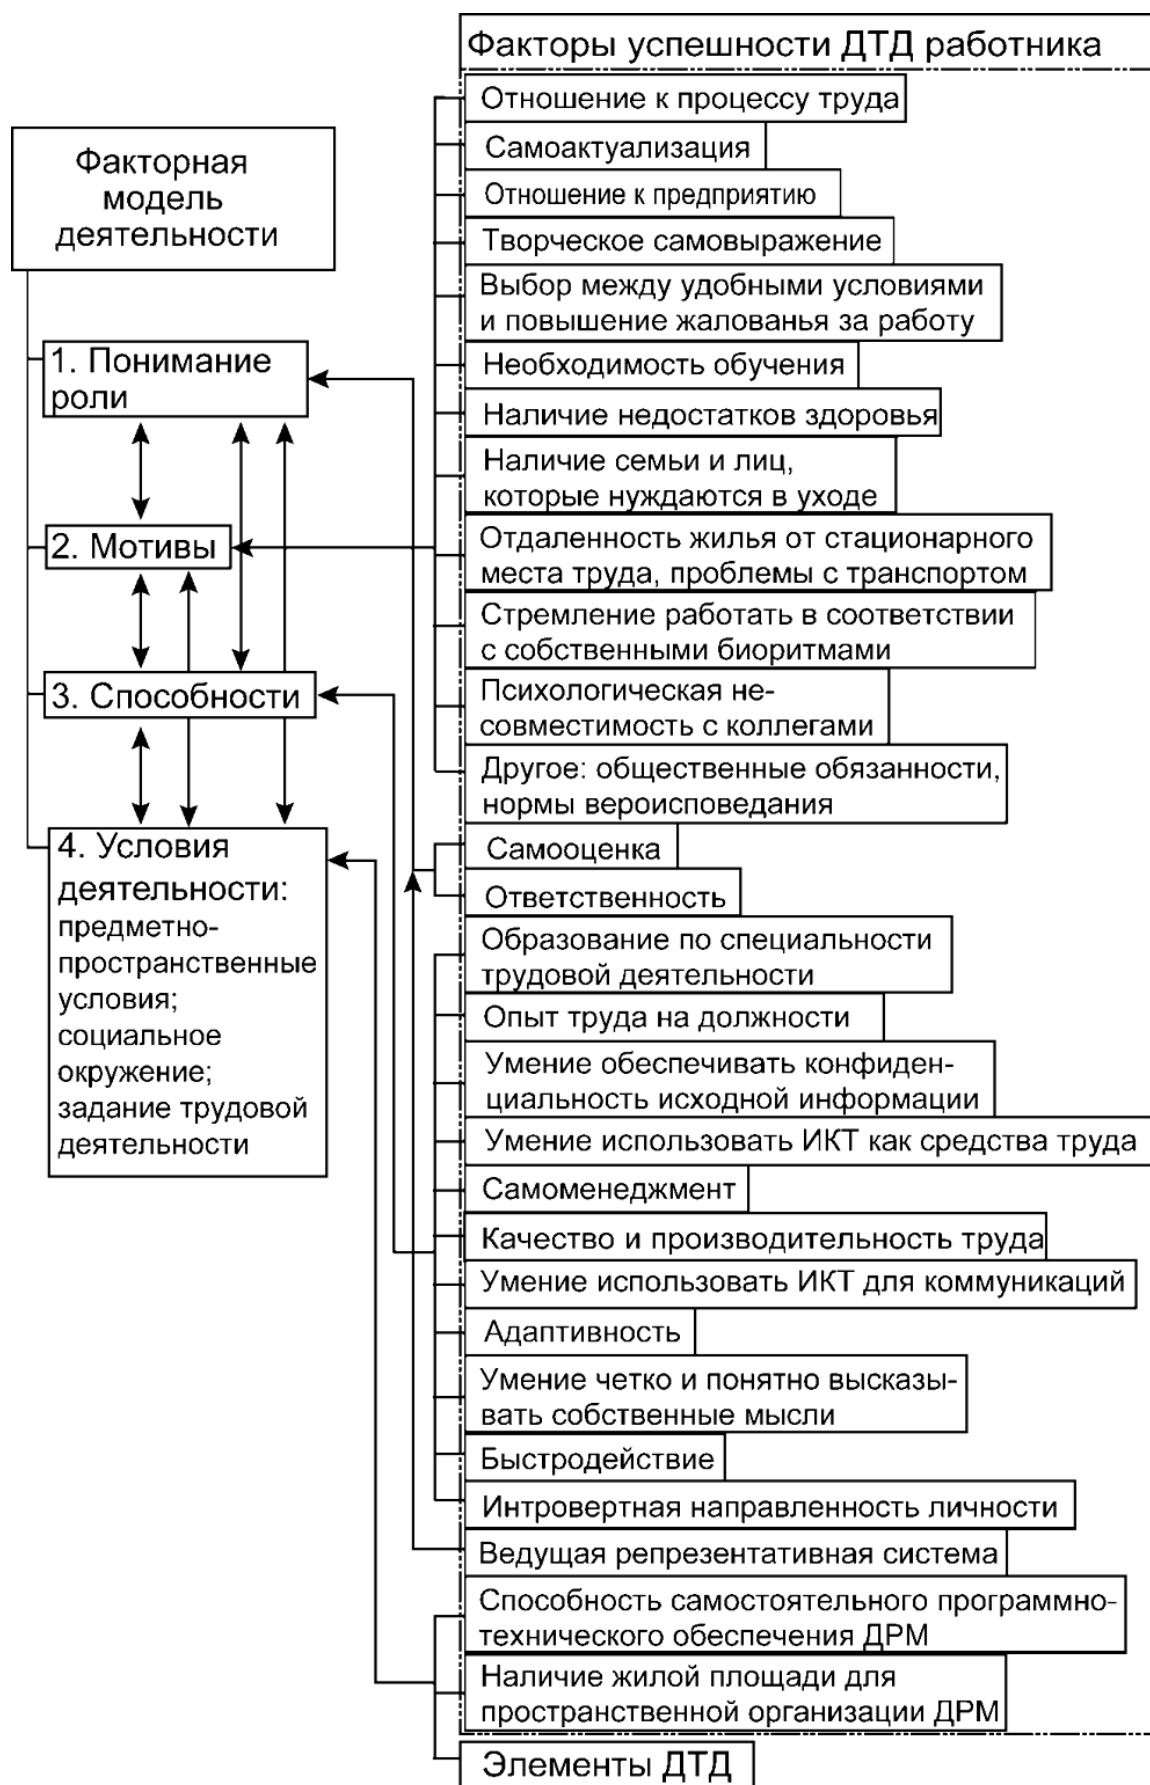 Факторы успешности ДТД работника
Факторная
модель
деятельности
1. Понимание
роли
2. Мотивы
3. Способности
4. Условия
деятельности:
предметно-
пространственные
условия;
социальное
окружение;
задание трудовой
деятельности
Отношение к процессу труда
Самоактуализация
Отношение к предприятию
Творческое самовыражение
Выбор между удобными условиями
и повышение жалованья за работу
Необходимость обучения
Наличие недостатков здоровья
Наличие семьи и лиц,
которые нуждаются в уходе
Отдаленность жилья от стационарного
места труда, проблемы с транспортом
Стремление работать в соответствии
с собственными биоритмами
Психологическая не-
совместимость с коллегами
Другое: общественные обязанности,
нормы вероисповедания
Самооценка
Ответственность
Образование по специальности
трудовой деятельности
Опыт труда на должности
Умение обеспечивать конфиден-
циальность исходной информации
Умение использовать ИКТ как средства труда
Самоменеджмент
Качество и производительность труда
Умение использовать ИКТ для коммуникаций
Адаптивность
Умение четко и понятно высказы-
вать собственные мысли
Быстродействие
Интровертная направленность личности
Ведущая репрезентативная система
Способность самостоятельного программно-
технического обеспечения ДРМ
Наличие жилой площади для
пространственной организации ДРМ
Элементы ДТД